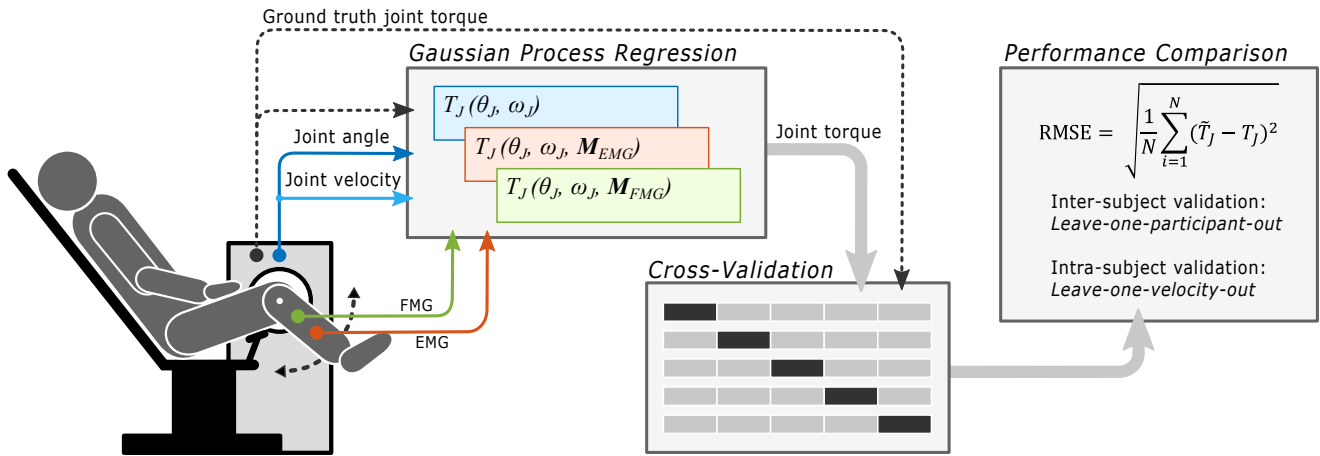 Ground truth joint torque
Gaussian Process Regression
T_J (θ_J, ω_J)
T_J (θ_J, ω_J, M_EMG)
T_J (θ_J, ω_J, M_FMG)
Joint angle
Joint velocity
FMG
EMG
Joint torque
Cross-Validation
Performance Comparison
RMSE = √(1/N ∑_{i=1}^{N} (T̃_J − T_J)²)
Inter-subject validation:
Leave-one-participant-out
Intra-subject validation:
Leave-one-velocity-out